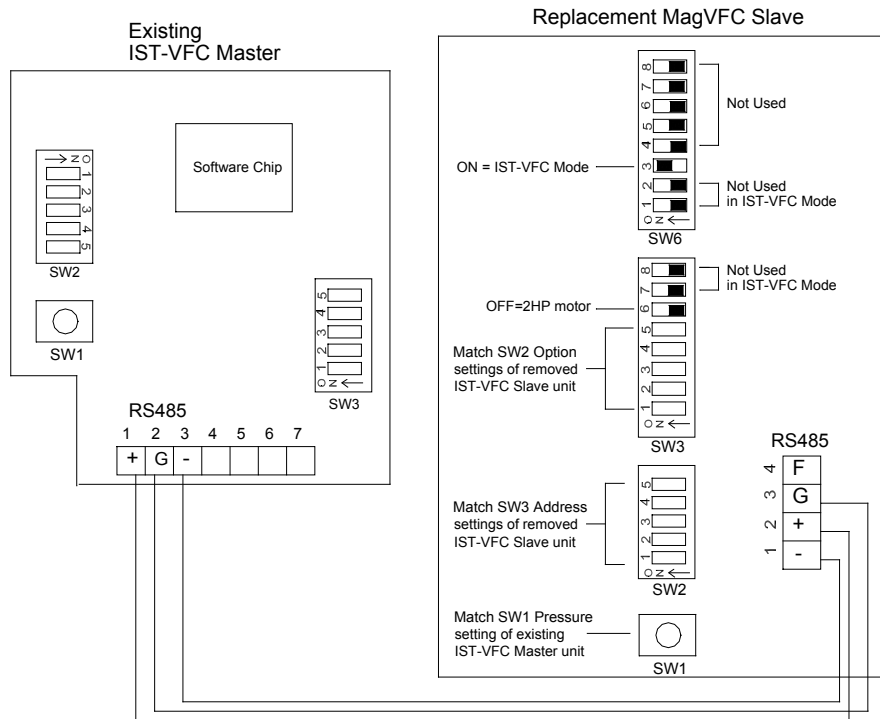 Existing
IST-VFC Master
Software Chip
O N →
1
2
3
4
5
SW2
SW1
5
4
3
2
1
O N ←
SW3
RS485
1 2 3 4 5 6 7
+ G -
Replacement MagVFC Slave
8
7
6
5
4
3
2
1
O N ←
SW6
Not Used
ON = IST-VFC Mode
Not Used
in IST-VFC Mode
8
7
6
5
4
3
2
1
O N ←
SW3
Not Used
in IST-VFC Mode
OFF=2HP motor
Match SW2 Option
settings of removed
IST-VFC Slave unit
5
4
3
2
1
O N ←
SW2
Match SW3 Address
settings of removed
IST-VFC Slave unit
Match SW1 Pressure
setting of existing
IST-VFC Master unit
SW1
RS485
4 F
3 G
2 +
1 -